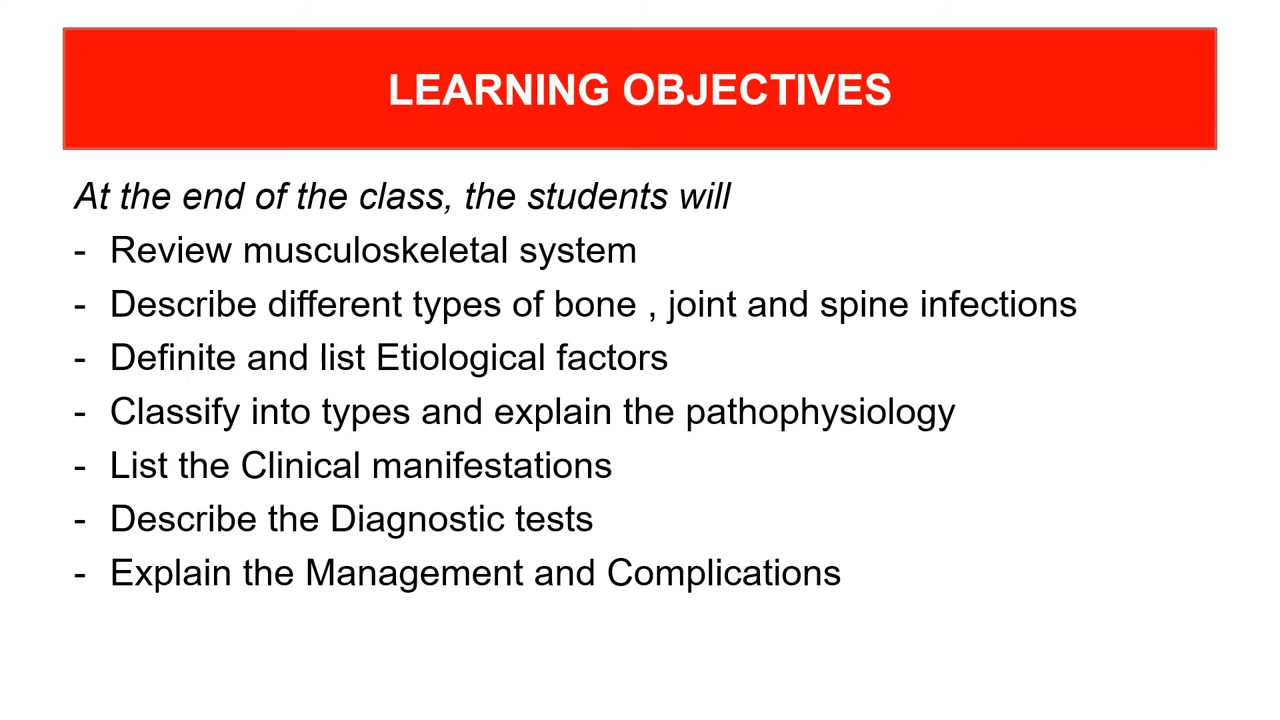 LEARNING OBJECTIVES
At the end of the class, the students will
- Review musculoskeletal system
- Describe different types of bone , joint and spine infections
- Definite and list Etiological factors
- Classify into types and explain the pathophysiology
- List the Clinical manifestations
- Describe the Diagnostic tests
- Explain the Management and Complications